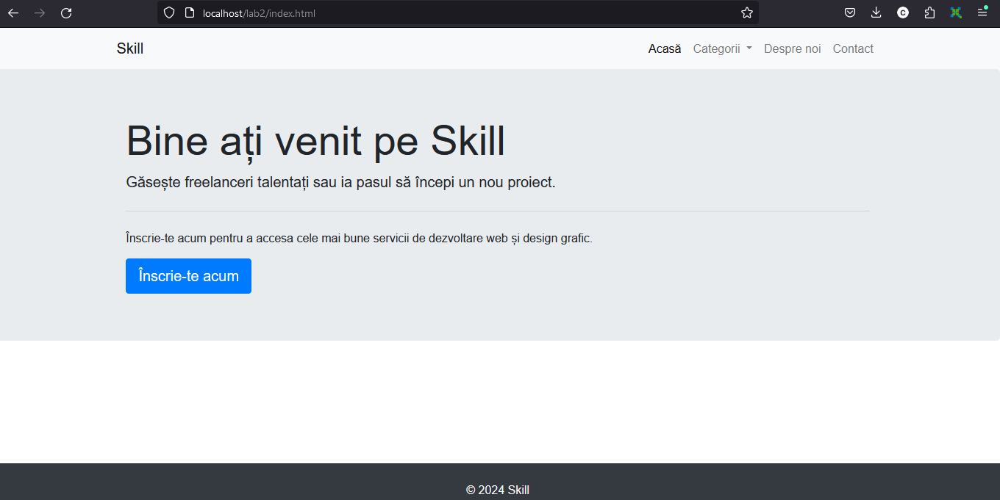 localhost/lab2/index.html
Skill
Acasă Categorii Despre noi Contact
Bine ați venit pe Skill
Găsește freelanceri talentați sau ia pasul să începi un nou proiect.
Înscrie-te acum pentru a accesa cele mai bune servicii de dezvoltare web și design grafic.
Înscrie-te acum
© 2024 Skill